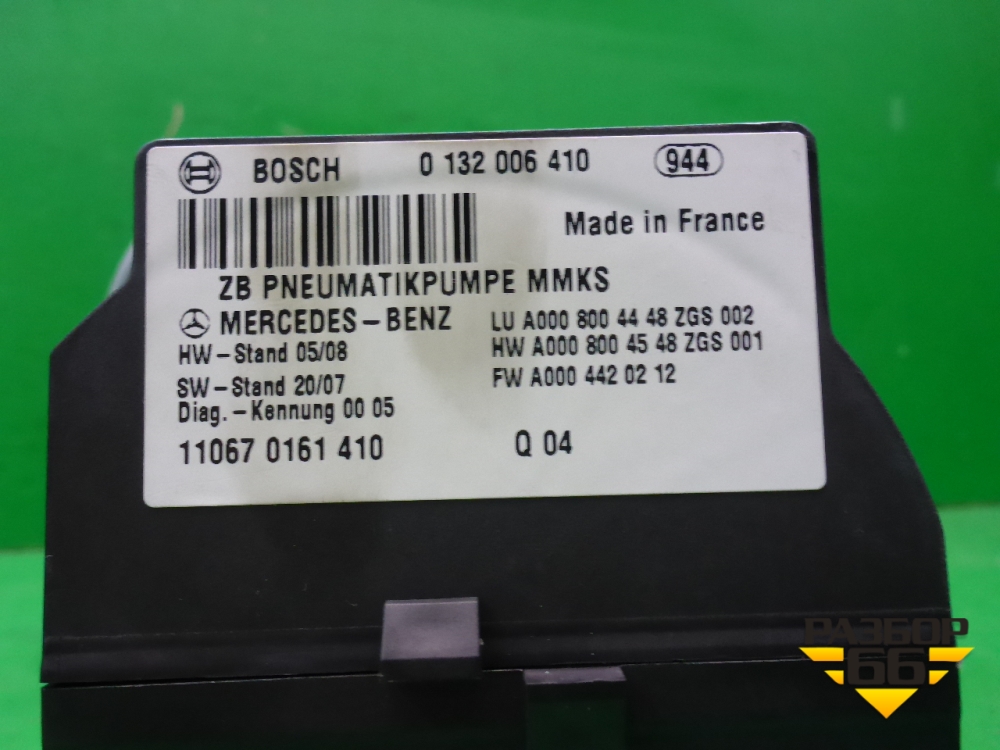 BOSCH 0 132 006 410 944
Made in France
ZB PNEUMATIKPUMPE MMKS
MERCEDES-BENZ LU A000 800 44 48 ZGS 002
HW-Stand 05/08 HW A000 800 45 48 ZGS 001
SW-Stand 20/07 FW A000 442 02 12
Diag.-Kennung 00 05
11067 0161 410 Q 04
РАЗБОР
66